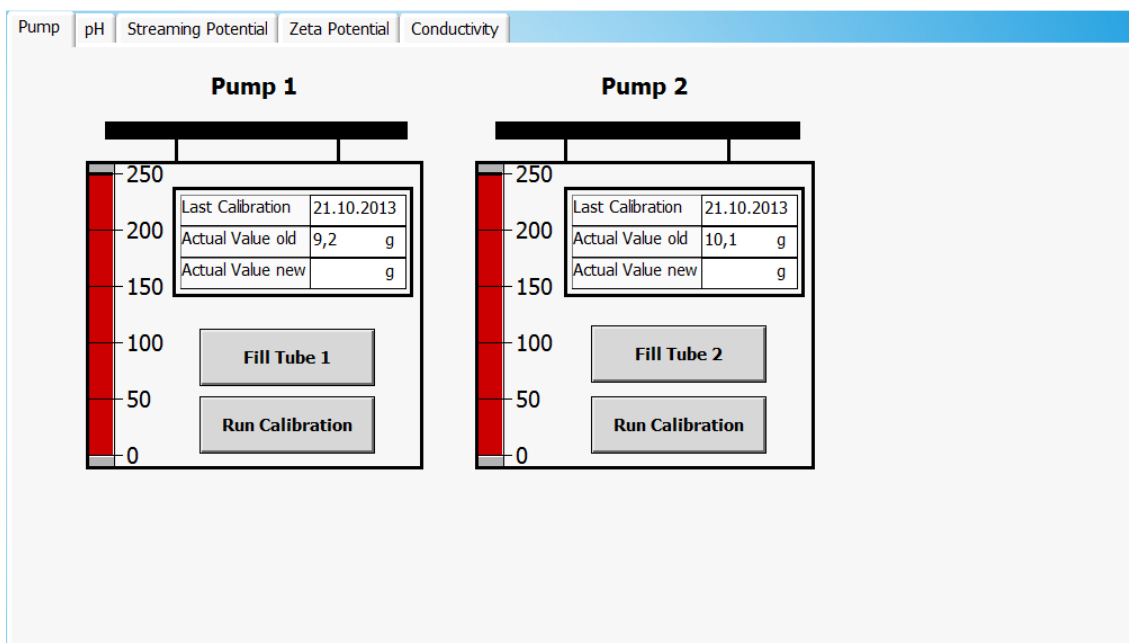 Pump pH Streaming Potential Zeta Potential Conductivity
Pump 1
250
200
150
100
50
0
Last Calibration 21.10.2013
Actual Value old 9,2 g
Actual Value new g
Fill Tube 1
Run Calibration
Pump 2
250
200
150
100
50
0
Last Calibration 21.10.2013
Actual Value old 10,1 g
Actual Value new g
Fill Tube 2
Run Calibration